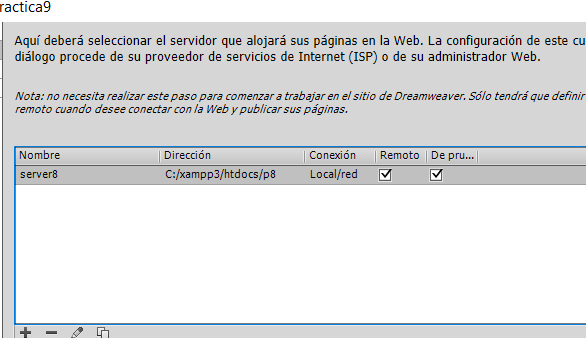 ractica9
Aquí deberá seleccionar el servidor que alojará sus páginas en la Web. La configuración de este cu
diálogo procede de su proveedor de servicios de Internet (ISP) o de su administrador Web.
Nota: no necesita realizar este paso para comenzar a trabajar en el sitio de Dreamweaver. Sólo tendrá que definir
remoto cuando desee conectar con la Web y publicar sus páginas.
Nombre Dirección Conexión Remoto De pru...
server8 C:/xampp3/htdocs/p8 Local/red